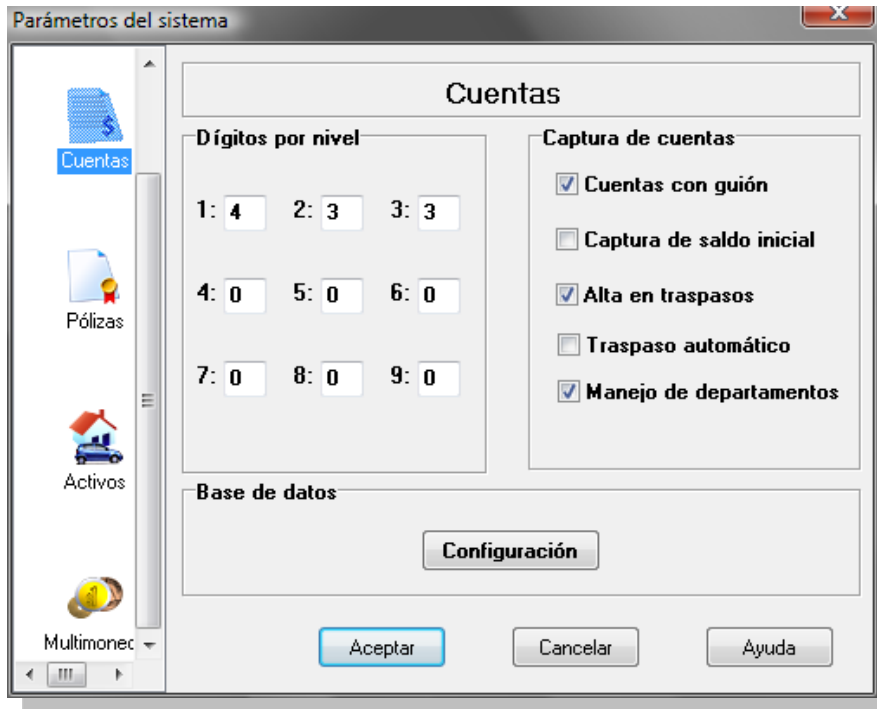 Parámetros del sistema
Cuentas
Pólizas
Activos
Multimonec
Cuentas
Dígitos por nivel
1: 4 2: 3 3: 3
4: 0 5: 0 6: 0
7: 0 8: 0 9: 0
Captura de cuentas
Cuentas con guión
Captura de saldo inicial
Alta en traspasos
Traspaso automático
Manejo de departamentos
Base de datos
Configuración
Aceptar Cancelar Ayuda